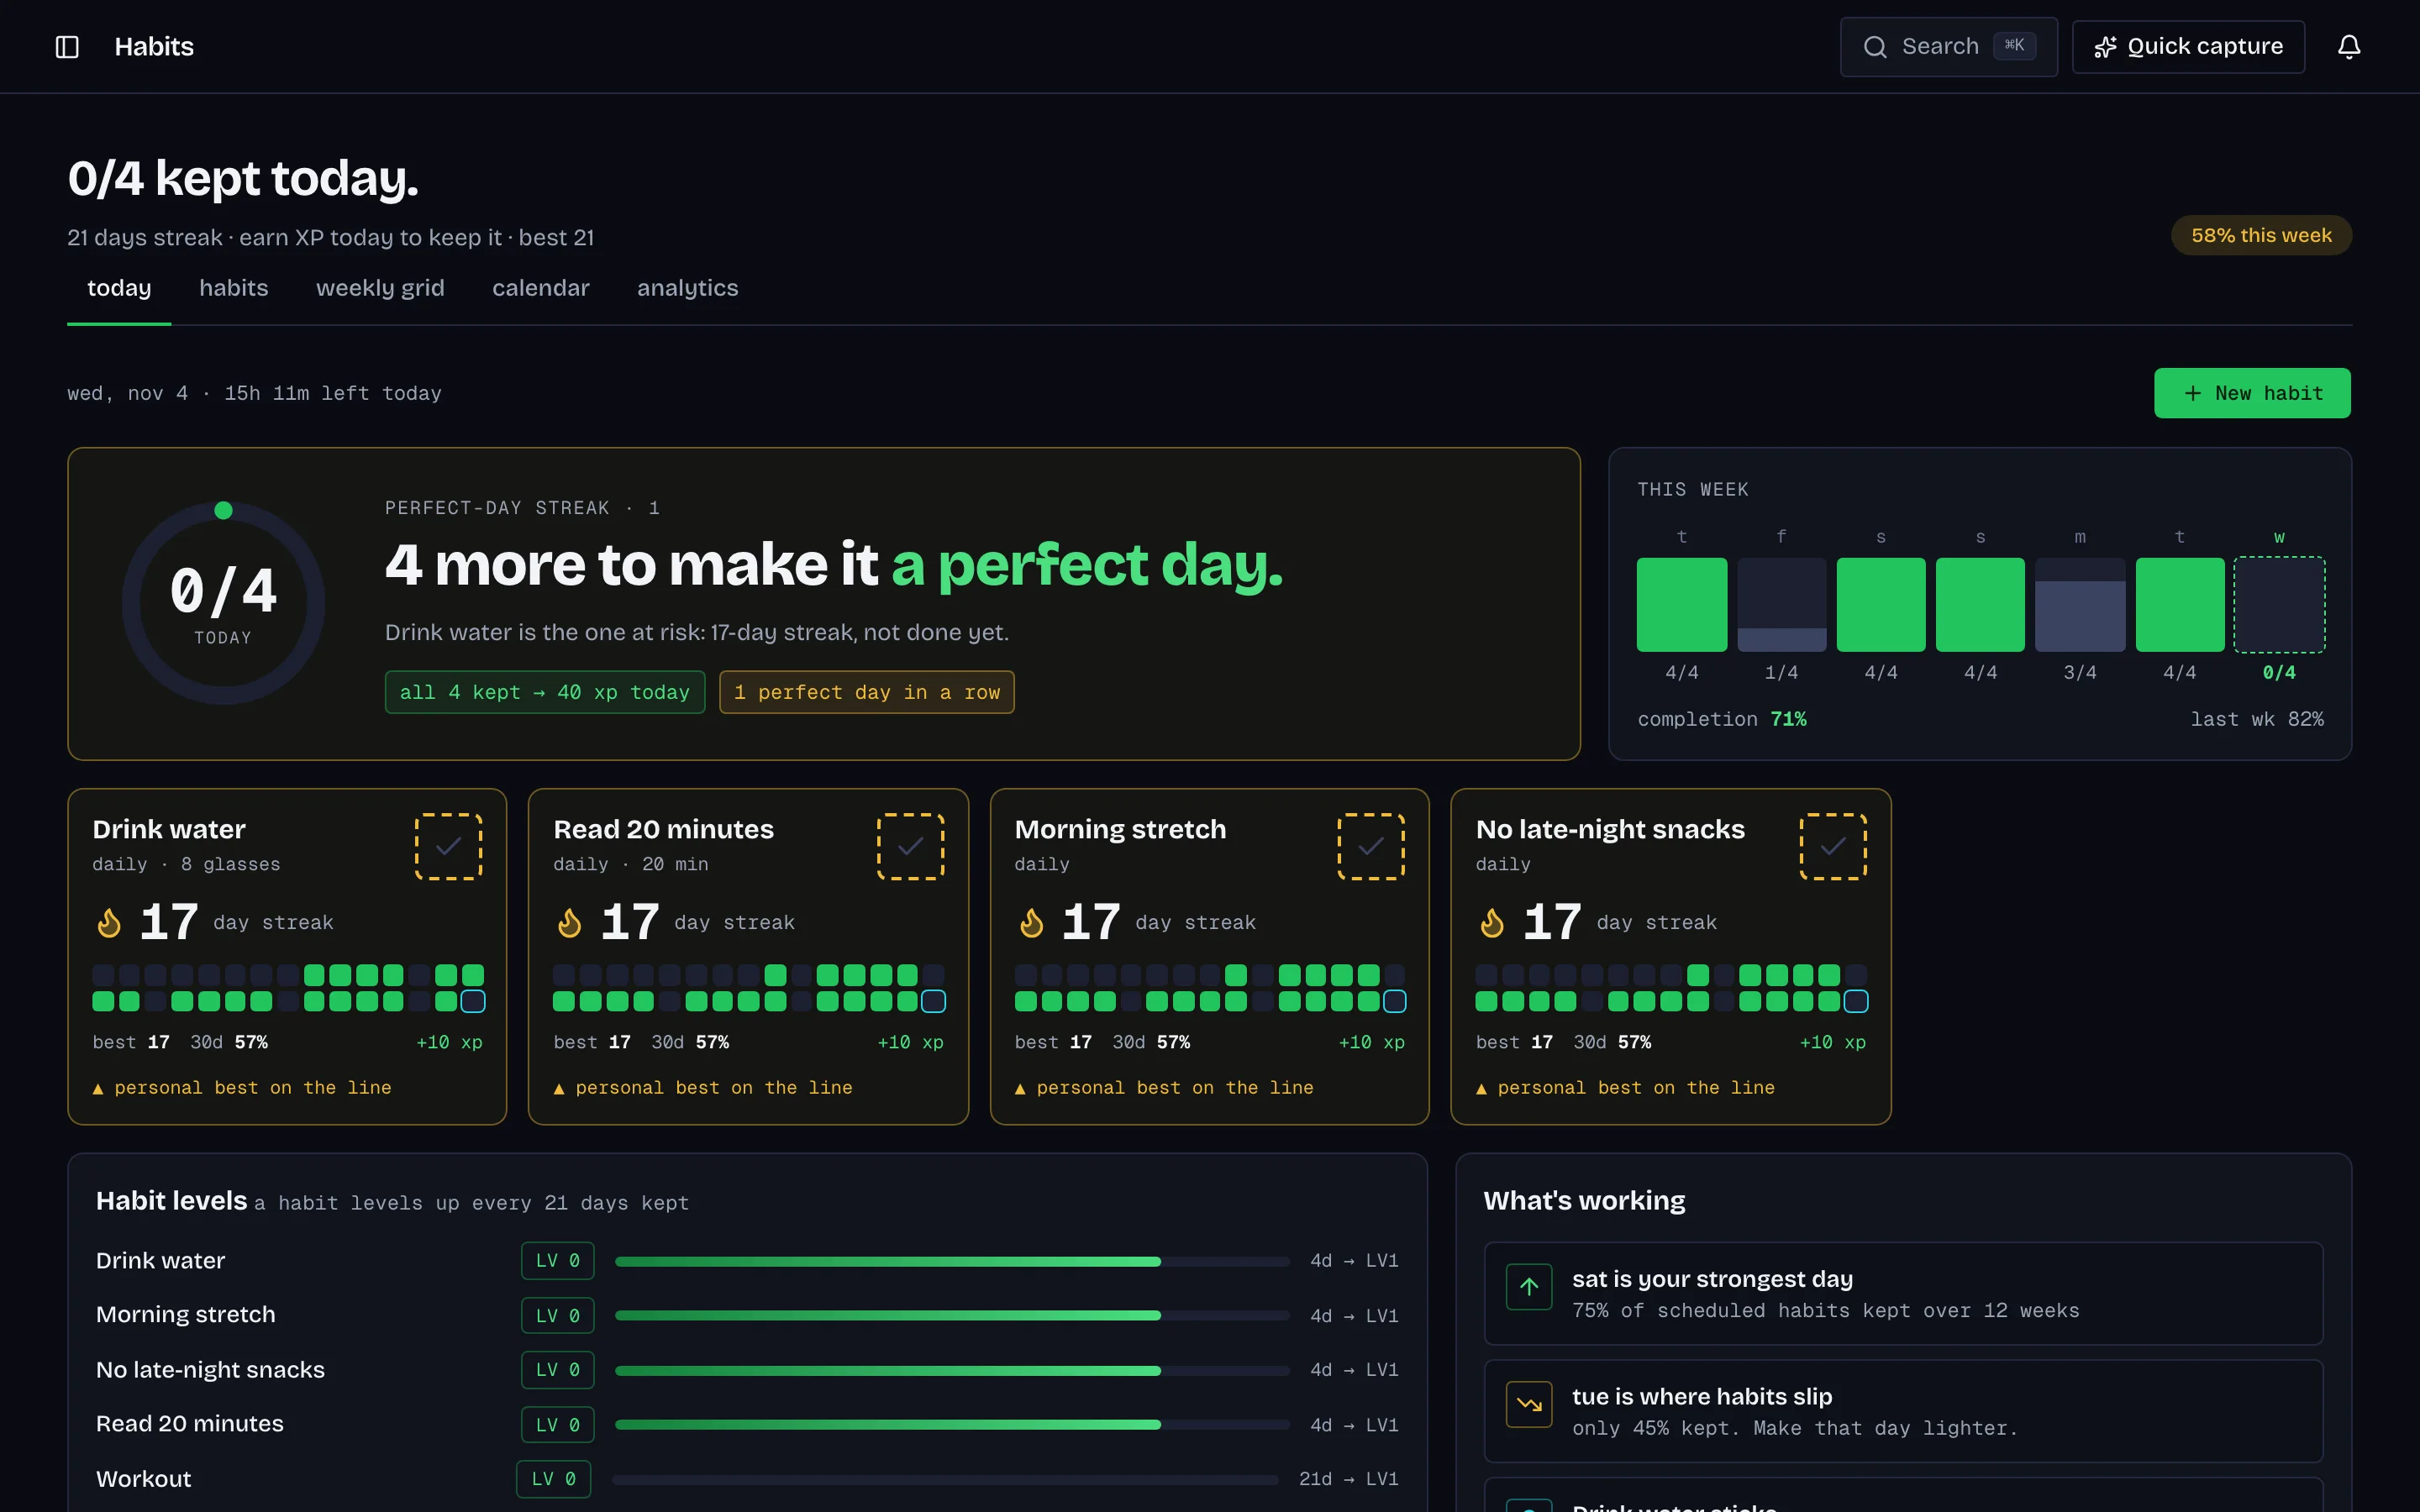 Habits
Search ⌘K
Quick capture
0/4 kept today.
21 days streak · earn XP today to keep it · best 21
58% this week
today habits weekly grid calendar analytics
wed, nov 4 · 15h 11m left today
+ New habit
0/4
TODAY
PERFECT-DAY STREAK · 1
4 more to make it a perfect day.
Drink water is the one at risk: 17-day streak, not done yet.
all 4 kept → 40 xp today
1 perfect day in a row
THIS WEEK
t f s s m t w
4/4 1/4 4/4 4/4 3/4 4/4 0/4
completion 71% last wk 82%
Drink water
daily · 8 glasses
17 day streak
best 17 30d 57% +10 xp
▲ personal best on the line
Read 20 minutes
daily · 20 min
17 day streak
best 17 30d 57% +10 xp
▲ personal best on the line
Morning stretch
daily
17 day streak
best 17 30d 57% +10 xp
▲ personal best on the line
No late-night snacks
daily
17 day streak
best 17 30d 57% +10 xp
▲ personal best on the line
Habit levels a habit levels up every 21 days kept
Drink water LV 0 4d → LV1
Morning stretch LV 0 4d → LV1
No late-night snacks LV 0 4d → LV1
Read 20 minutes LV 0 4d → LV1
Workout LV 0 21d → LV1
What's working
sat is your strongest day
75% of scheduled habits kept over 12 weeks
tue is where habits slip
only 45% kept. Make that day lighter.
Drink water sticks